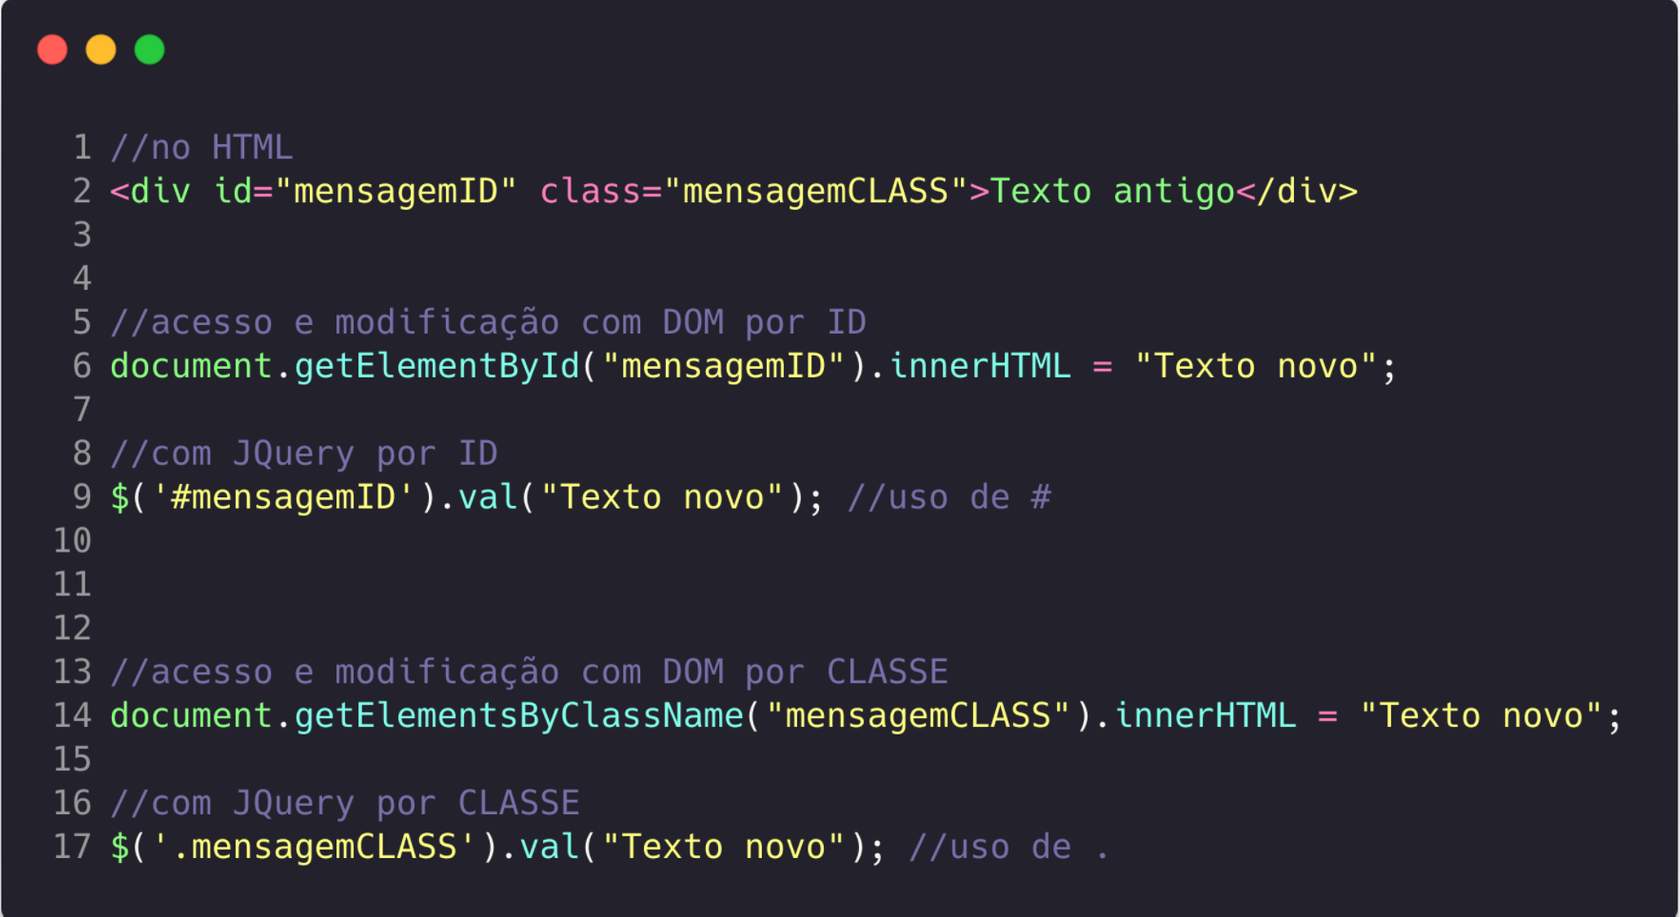 1 //no HTML
2 <div id="mensagemID" class="mensagemCLASS">Texto antigo</div>
3
4
5 //acesso e modificação com DOM por ID
6 document.getElementById("mensagemID").innerHTML = "Texto novo";
7
8 //com JQuery por ID
9 $('#mensagemID').val("Texto novo"); //uso de #
10
11
12
13 //acesso e modificação com DOM por CLASSE
14 document.getElementsByClassName("mensagemCLASS").innerHTML = "Texto novo";
15
16 //com JQuery por CLASSE
17 $('.mensagemCLASS').val("Texto novo"); //uso de .